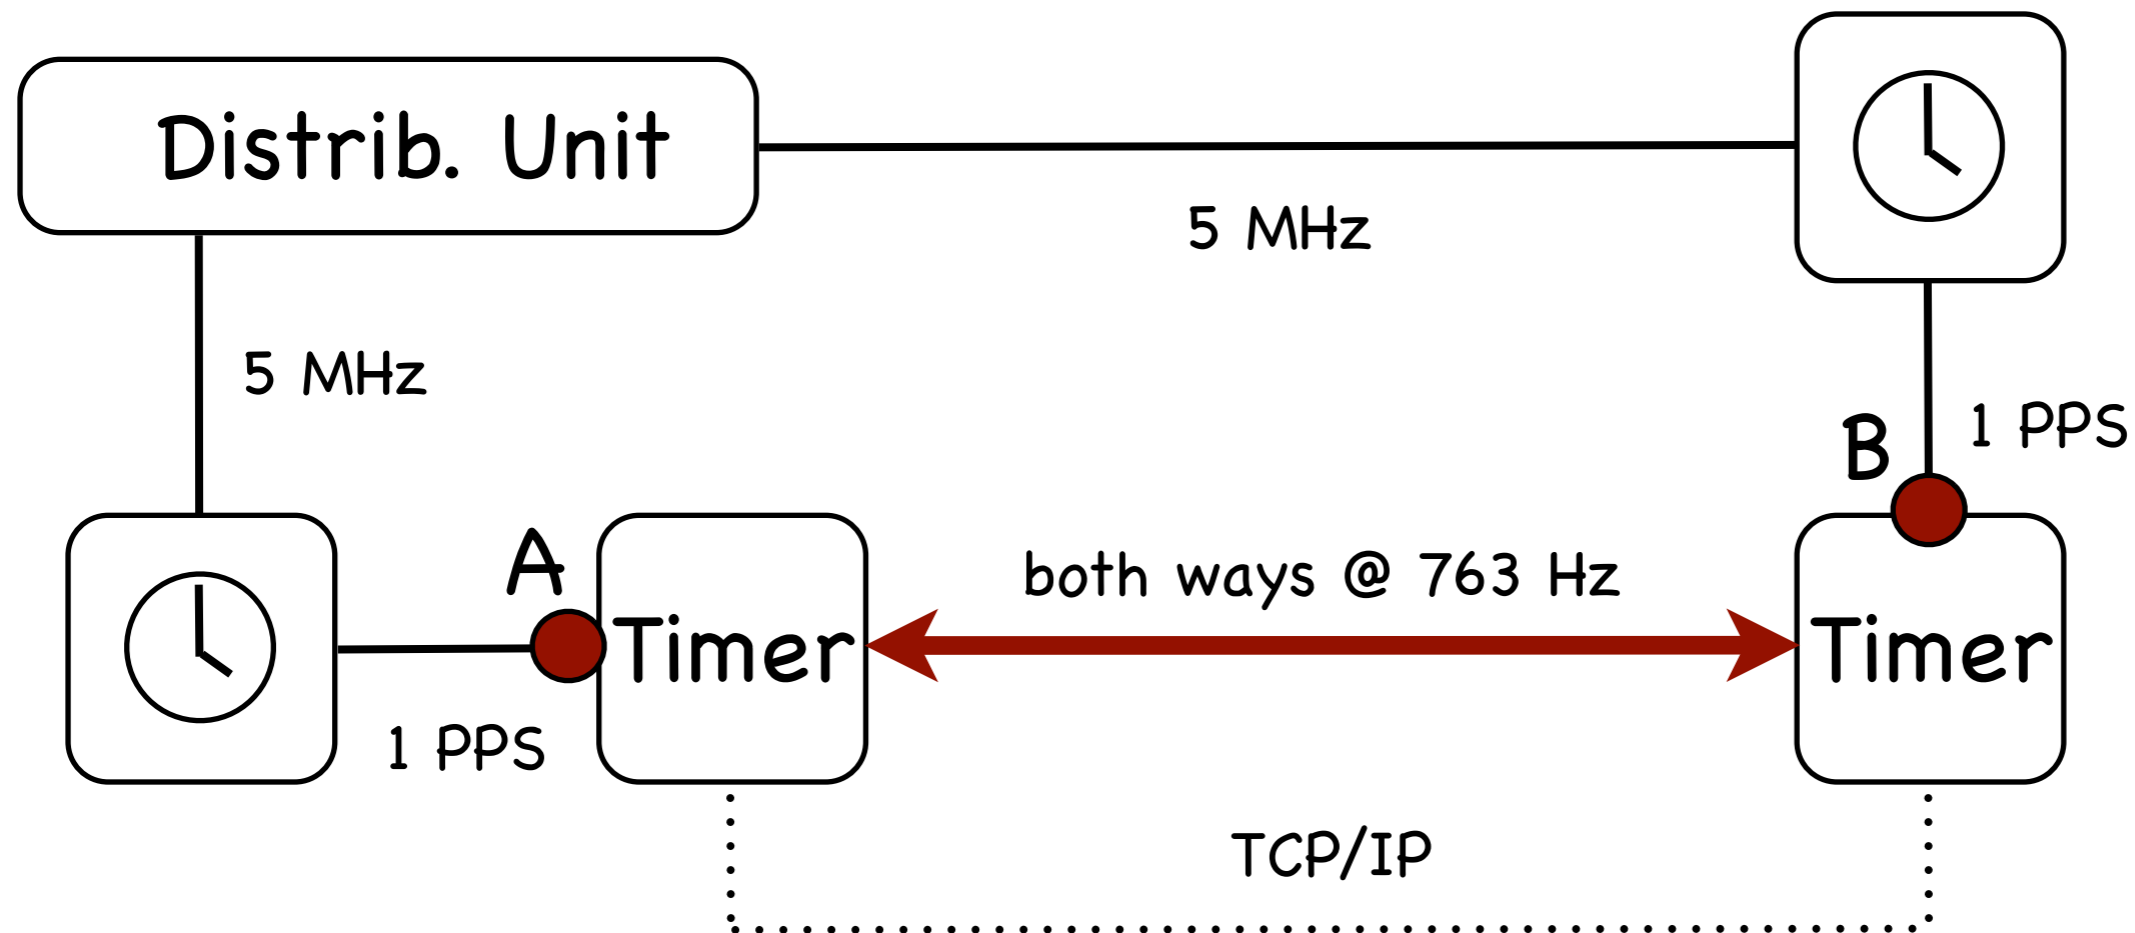 Distrib. Unit
5 MHz
5 MHz
B
1 PPS
A
both ways @ 763 Hz
Timer
Timer
1 PPS
TCP/IP